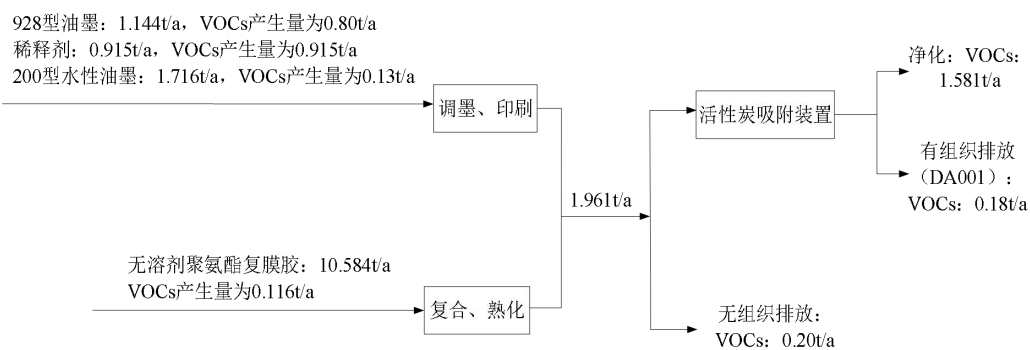 928型油墨：1.144t/a，VOCs产生量为0.80t/a
稀释剂：0.915t/a，VOCs产生量为0.915t/a
200型水性油墨：1.716t/a，VOCs产生量为0.13t/a
调墨、印刷
活性炭吸附装置
净化：VOCs：
1.581t/a
有组织排放
（DA001）：
VOCs：0.18t/a
1.961t/a
无溶剂聚氨酯复膜胶：10.584t/a
VOCs产生量为0.116t/a
复合、熟化
无组织排放：
VOCs：0.20t/a